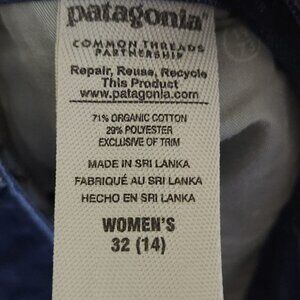 patagonia
COMMON THREADS
PARTNERSHIP
Repair, Reuse, Recycle
This Product
www.patagonia.com
71% ORGANIC COTTON
29% POLYESTER
EXCLUSIVE OF TRIM
MADE IN SRI LANKA
FABRIQUÉ AU SRI LANKA
HECHO EN SRI LANKA
WOMEN'S
32 (14)